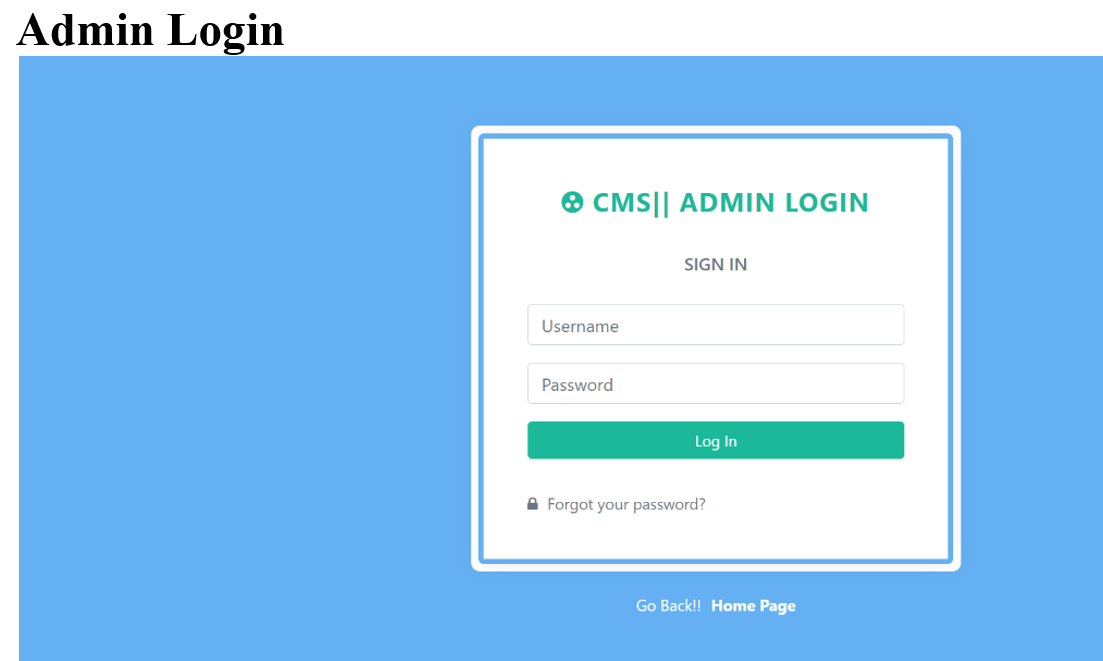 Admin Login
CMS|| ADMIN LOGIN
SIGN IN
Username
Password
Log In
Forgot your password?
Go Back!! Home Page